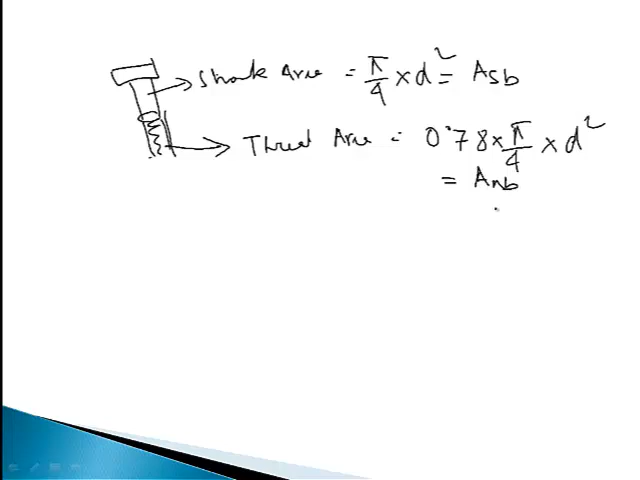 Shank Area = π/4 × d² = Asb
Thread Area = 0.78 × π/4 × d²
= Anb